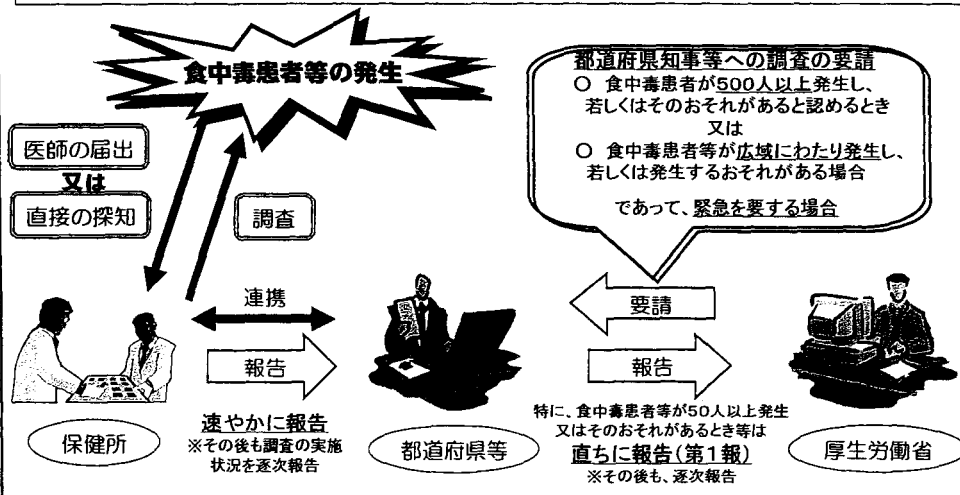 食中毒患者等の発生
都道府県知事等への調査の要請
○ 食中毒患者が500人以上発生し、
若しくはそのおそれがあると認めるとき
又は
○ 食中毒患者等が広域にわたり発生し、
若しくは発生するおそれがある場合
であって、緊急を要する場合
医師の届出
又は
直接の探知
調査
連携
報告
要請
報告
速やかに報告
※その後も調査の実施
状況を逐次報告
特に、食中毒患者等が50人以上発生
又はそのおそれがあるとき等は
直ちに報告(第1報)
※その後も、逐次報告
保健所
都道府県等
厚生労働省